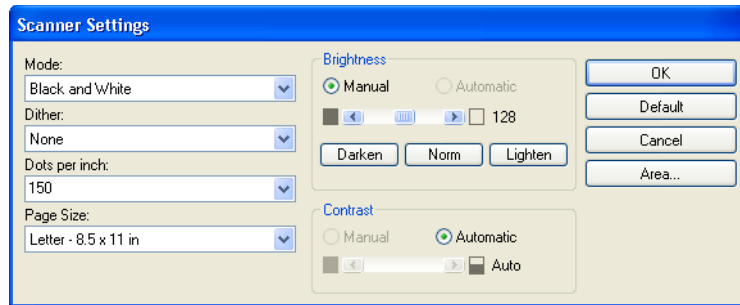 Scanner Settings
Mode:
Black and White
Dither:
None
Dots per inch:
150
Page Size:
Letter - 8.5 x 11 in
Brightness
Manual
Automatic
128
Darken
Norm
Lighten
Contrast
Manual
Automatic
Auto
OK
Default
Cancel
Area...